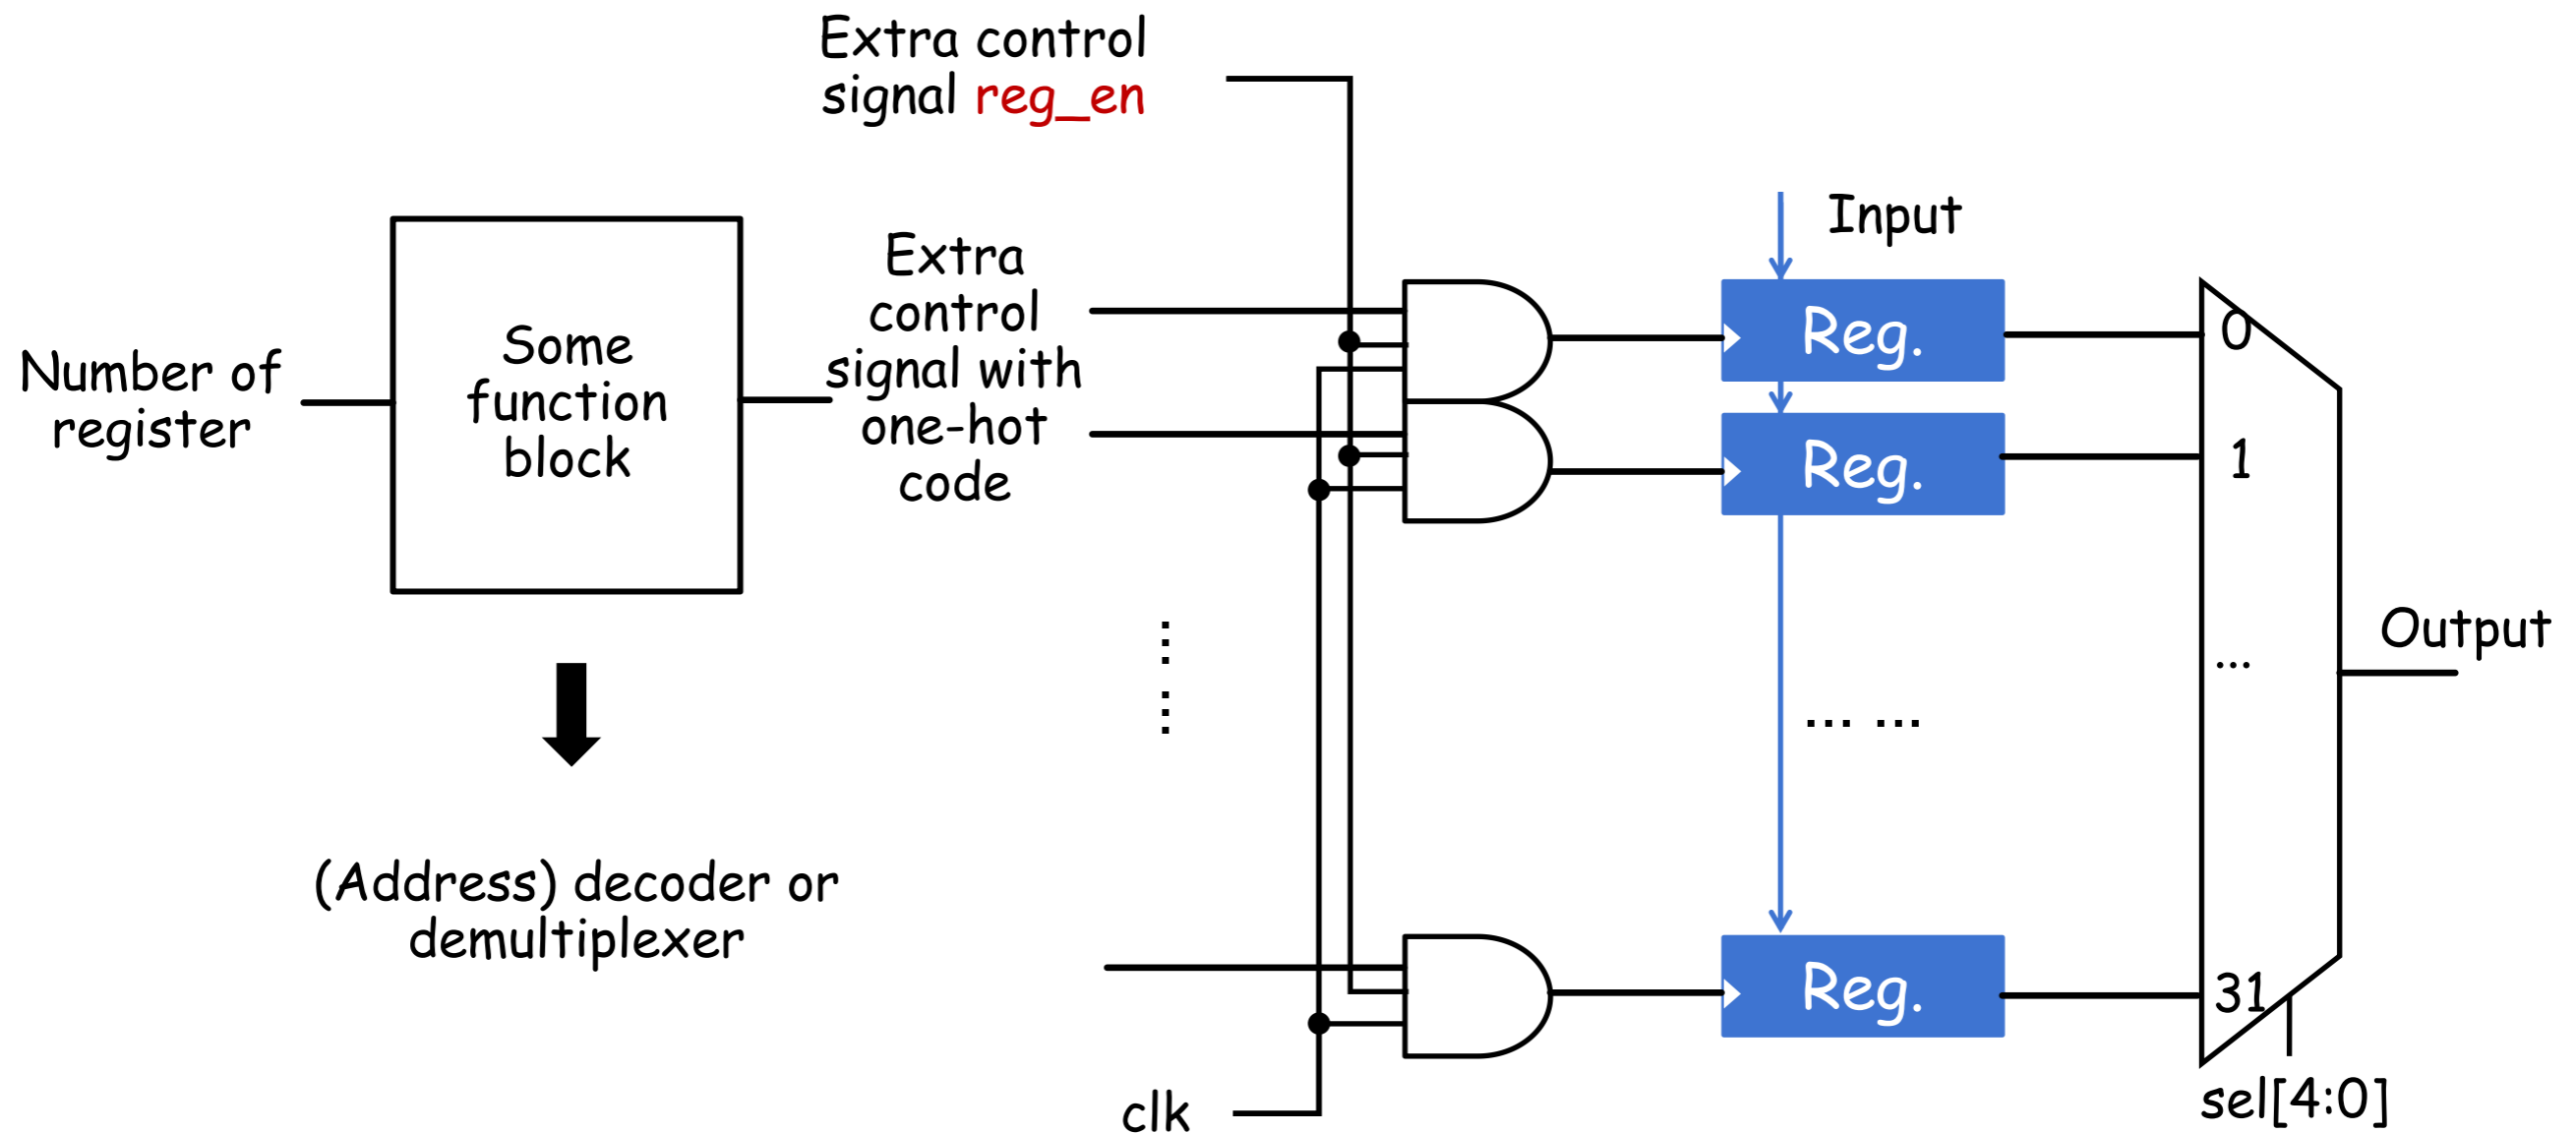 Extra control
signal reg_en
Input
Number of
register
Some
function
block
Extra
control
signal with
one-hot
code
Reg.
Reg.
0
1
...
Output
⋮
⋮
... ...
(Address) decoder or
demultiplexer
Reg.
31
clk
sel[4:0]